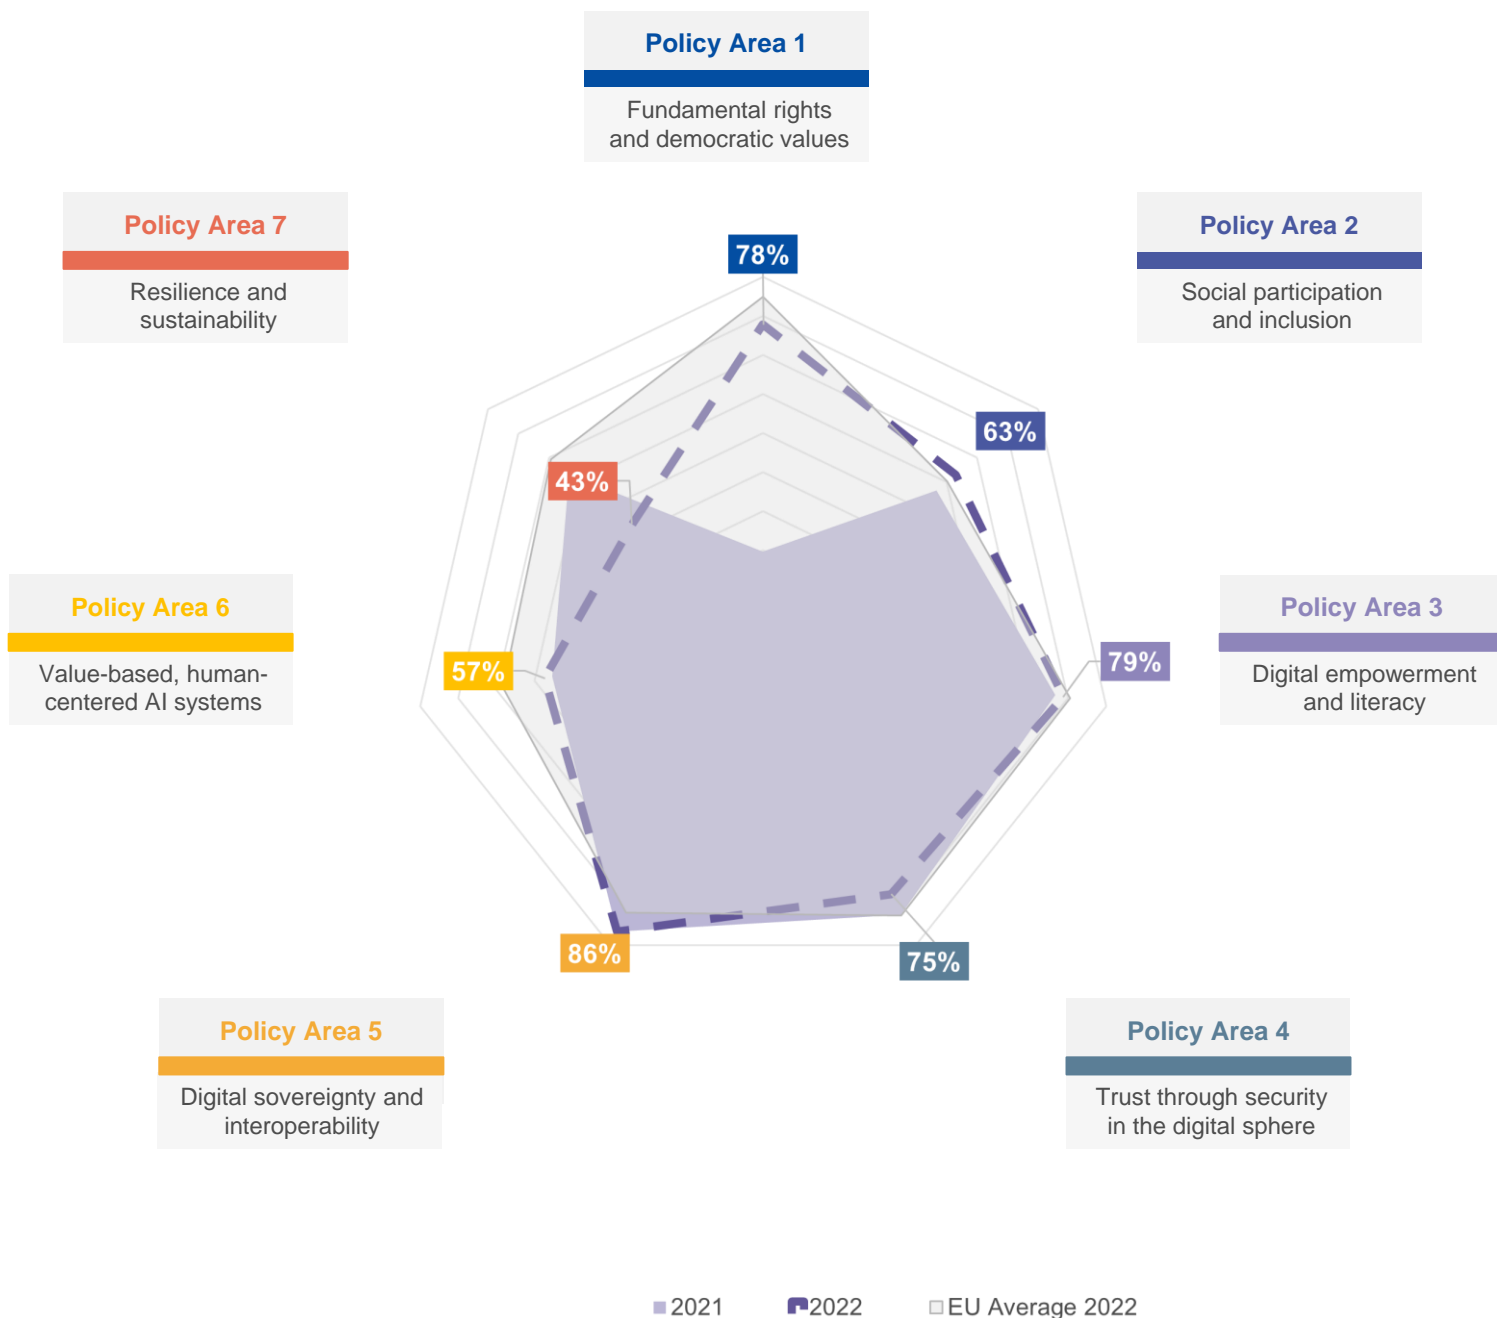 Policy Area 1
Fundamental rights
and democratic values
Policy Area 7
Resilience and
sustainability
Policy Area 2
Social participation
and inclusion
78%
63%
43%
Policy Area 6
Value-based, human-
centered AI systems
57%
79%
Policy Area 3
Digital empowerment
and literacy
86%
75%
Policy Area 5
Digital sovereignty and
interoperability
Policy Area 4
Trust through security
in the digital sphere
2021 2022 EU Average 2022